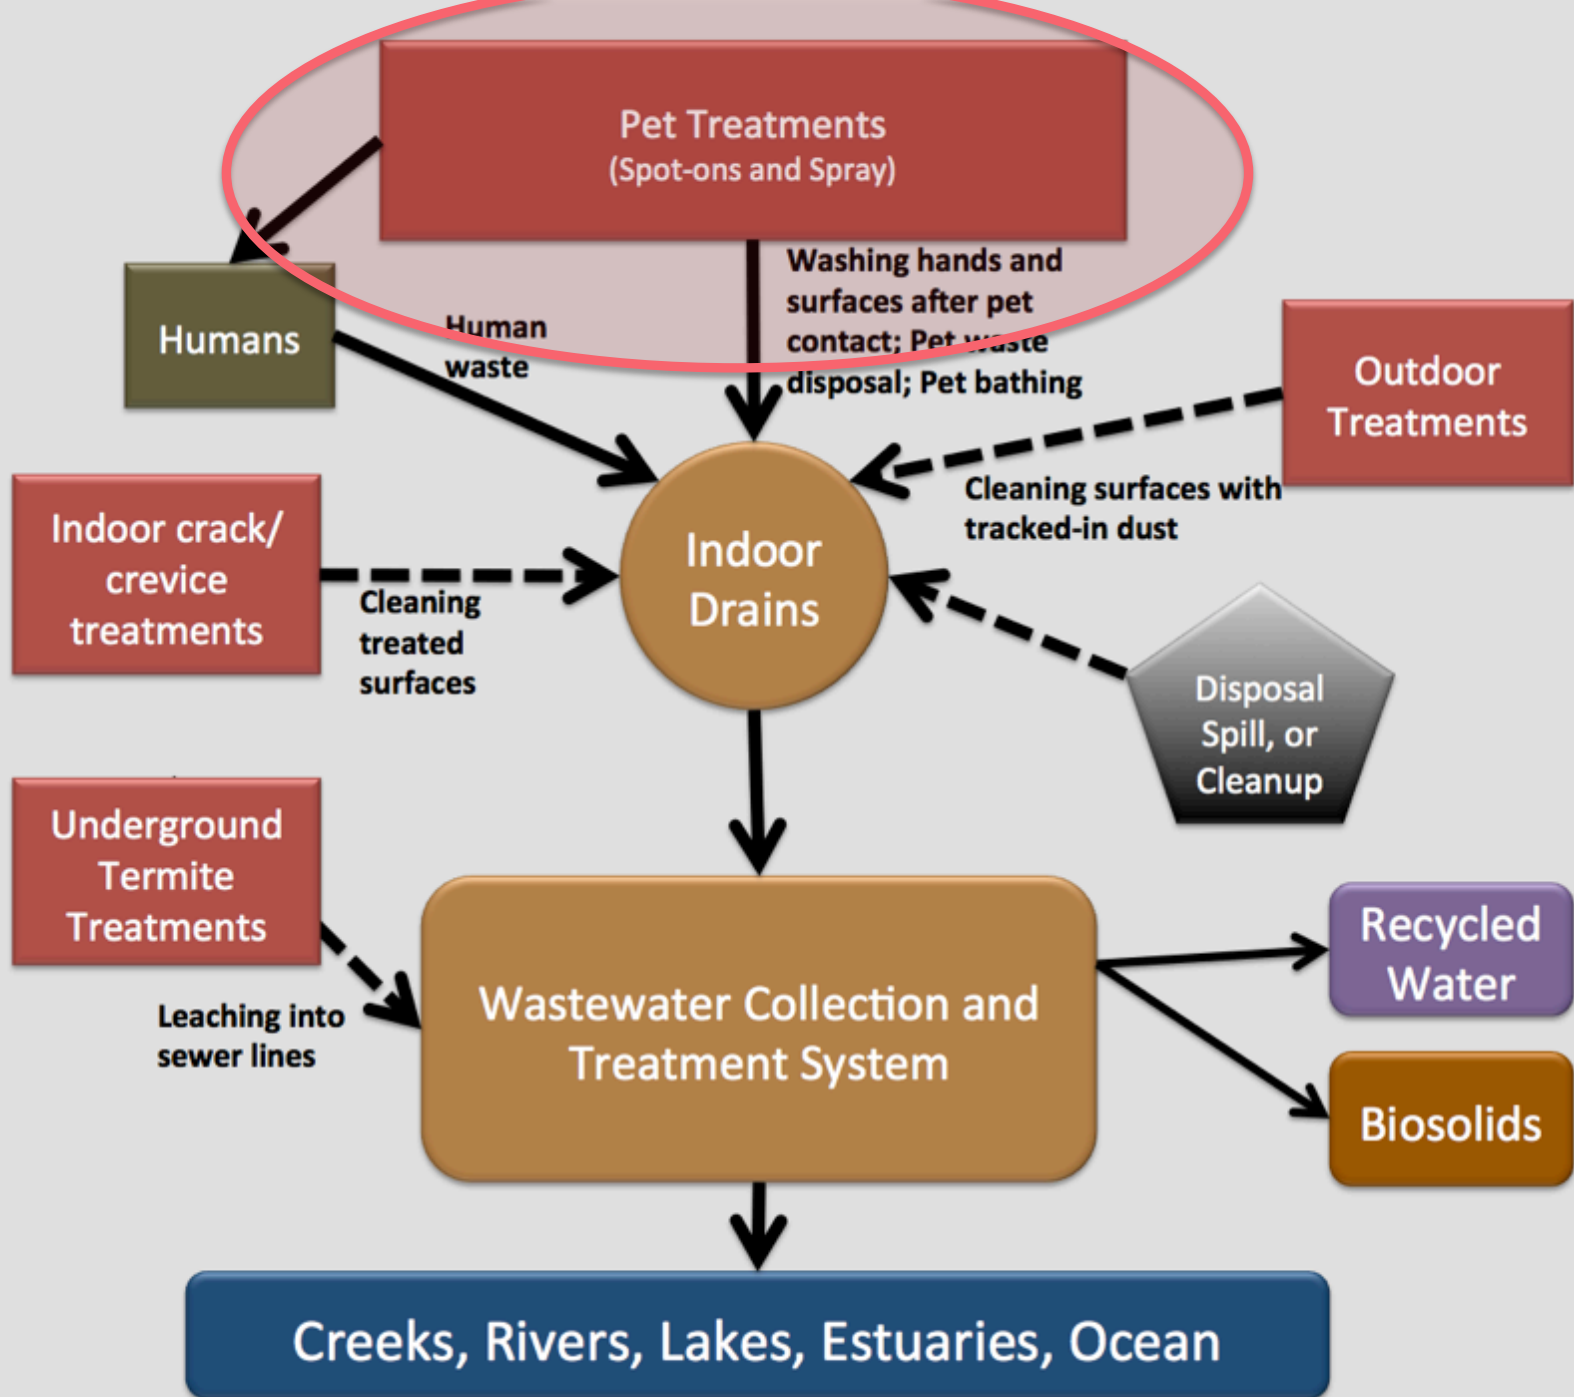 Pet Treatments
(Spot-ons and Spray)
Washing hands and
surfaces after pet
contact; Pet waste
disposal; Pet bathing
Humans
Human
waste
Outdoor
Treatments
Cleaning surfaces with
tracked-in dust
Indoor crack/
crevice
treatments
Cleaning
treated
surfaces
Indoor
Drains
Disposal
Spill, or
Cleanup
Underground
Termite
Treatments
Leaching into
sewer lines
Wastewater Collection and
Treatment System
Recycled
Water
Biosolids
Creeks, Rivers, Lakes, Estuaries, Ocean